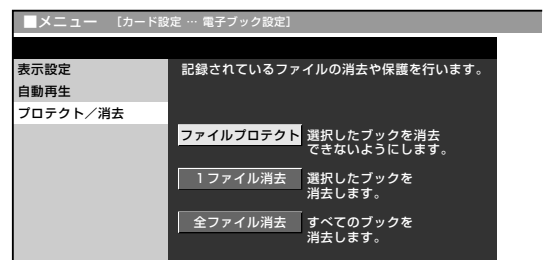 ■メニュー ［カード設定 … 電子ブック設定］
表示設定
記録されているファイルの消去や保護を行います。
自動再生
プロテクト／消去
ファイルプロテクト
選択したブックを消去
できないようにします。
1ファイル消去
選択したブックを
消去します。
全ファイル消去
すべてのブックを
消去します。